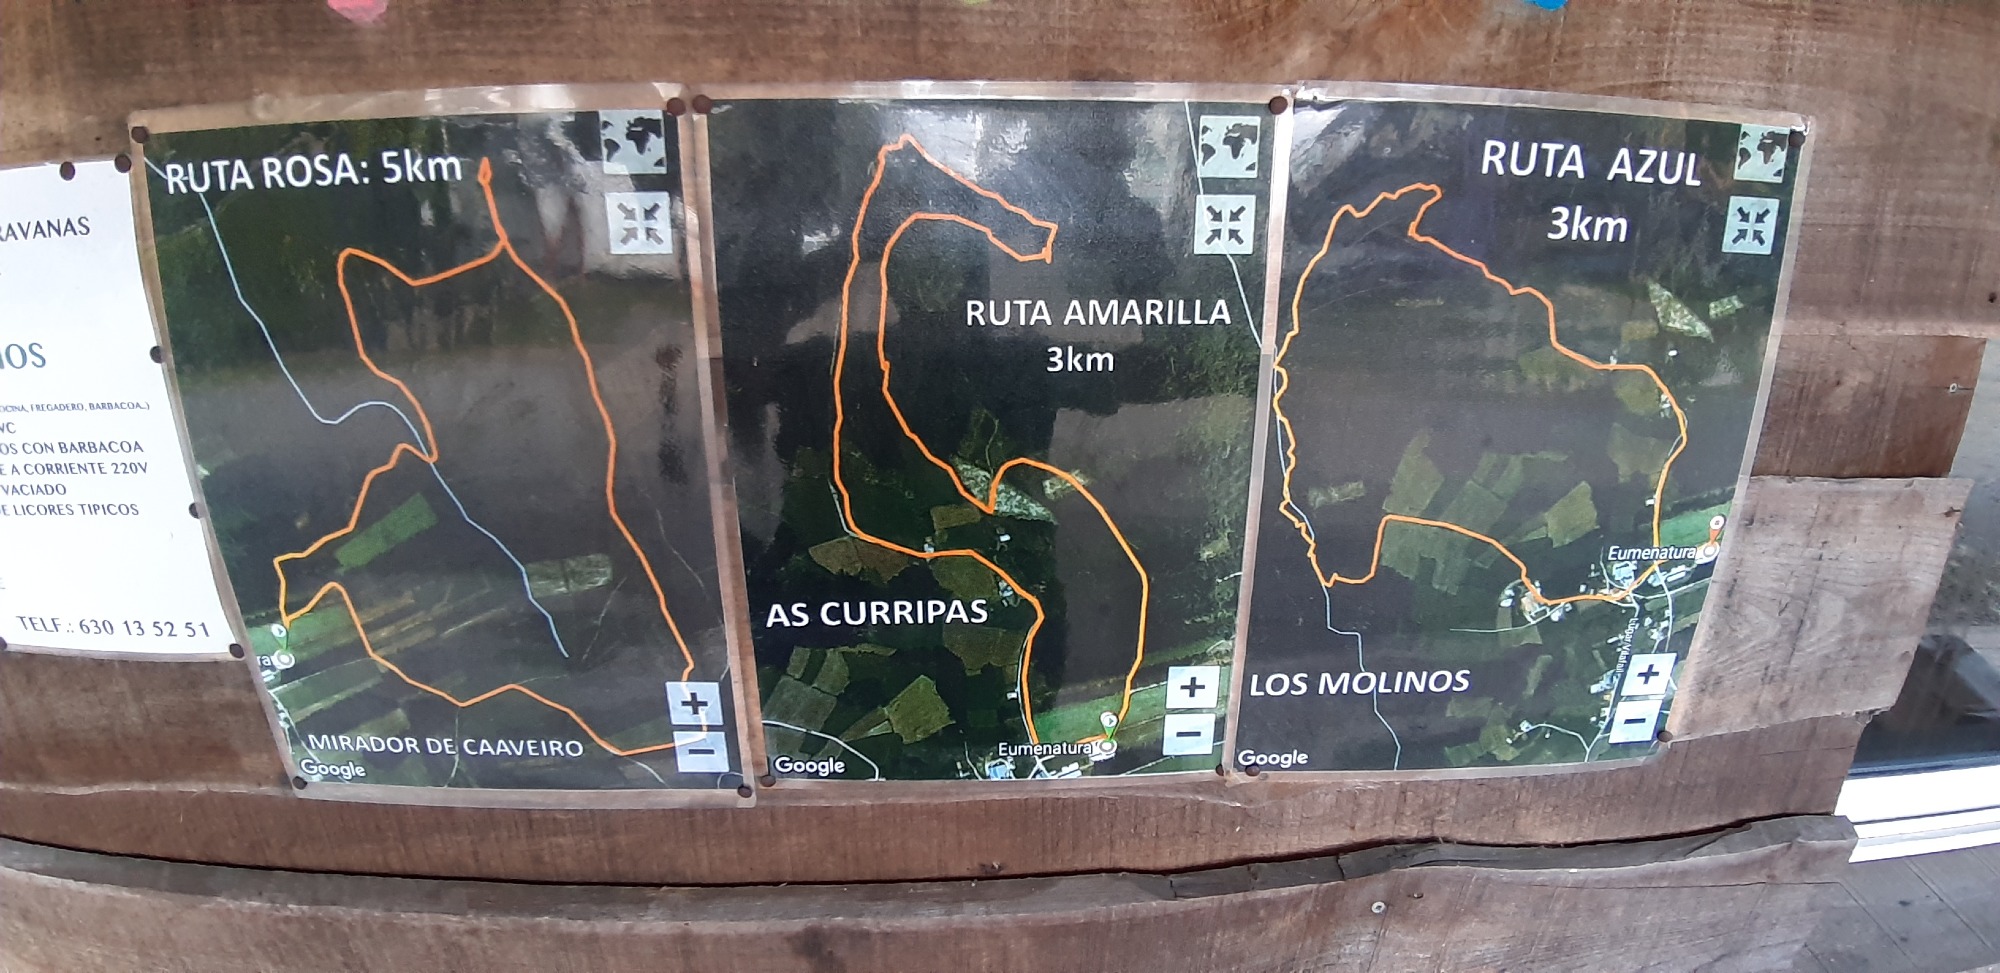 RAVANAS
IOS
FREGADERO, BARBACOA..)
WC
OS CON BARBACOA
E A CORRIENTE 220V
VACIADO
E LICORES TIPICOS
TELF.: 630 13 52 51
RUTA ROSA: 5km
MIRADOR DE CAAVEIRO
Google
RUTA AMARILLA
3km
AS CURRIPAS
Eumenatura
Google
RUTA AZUL
3km
Eumenatura
LOS MOLINOS
Google